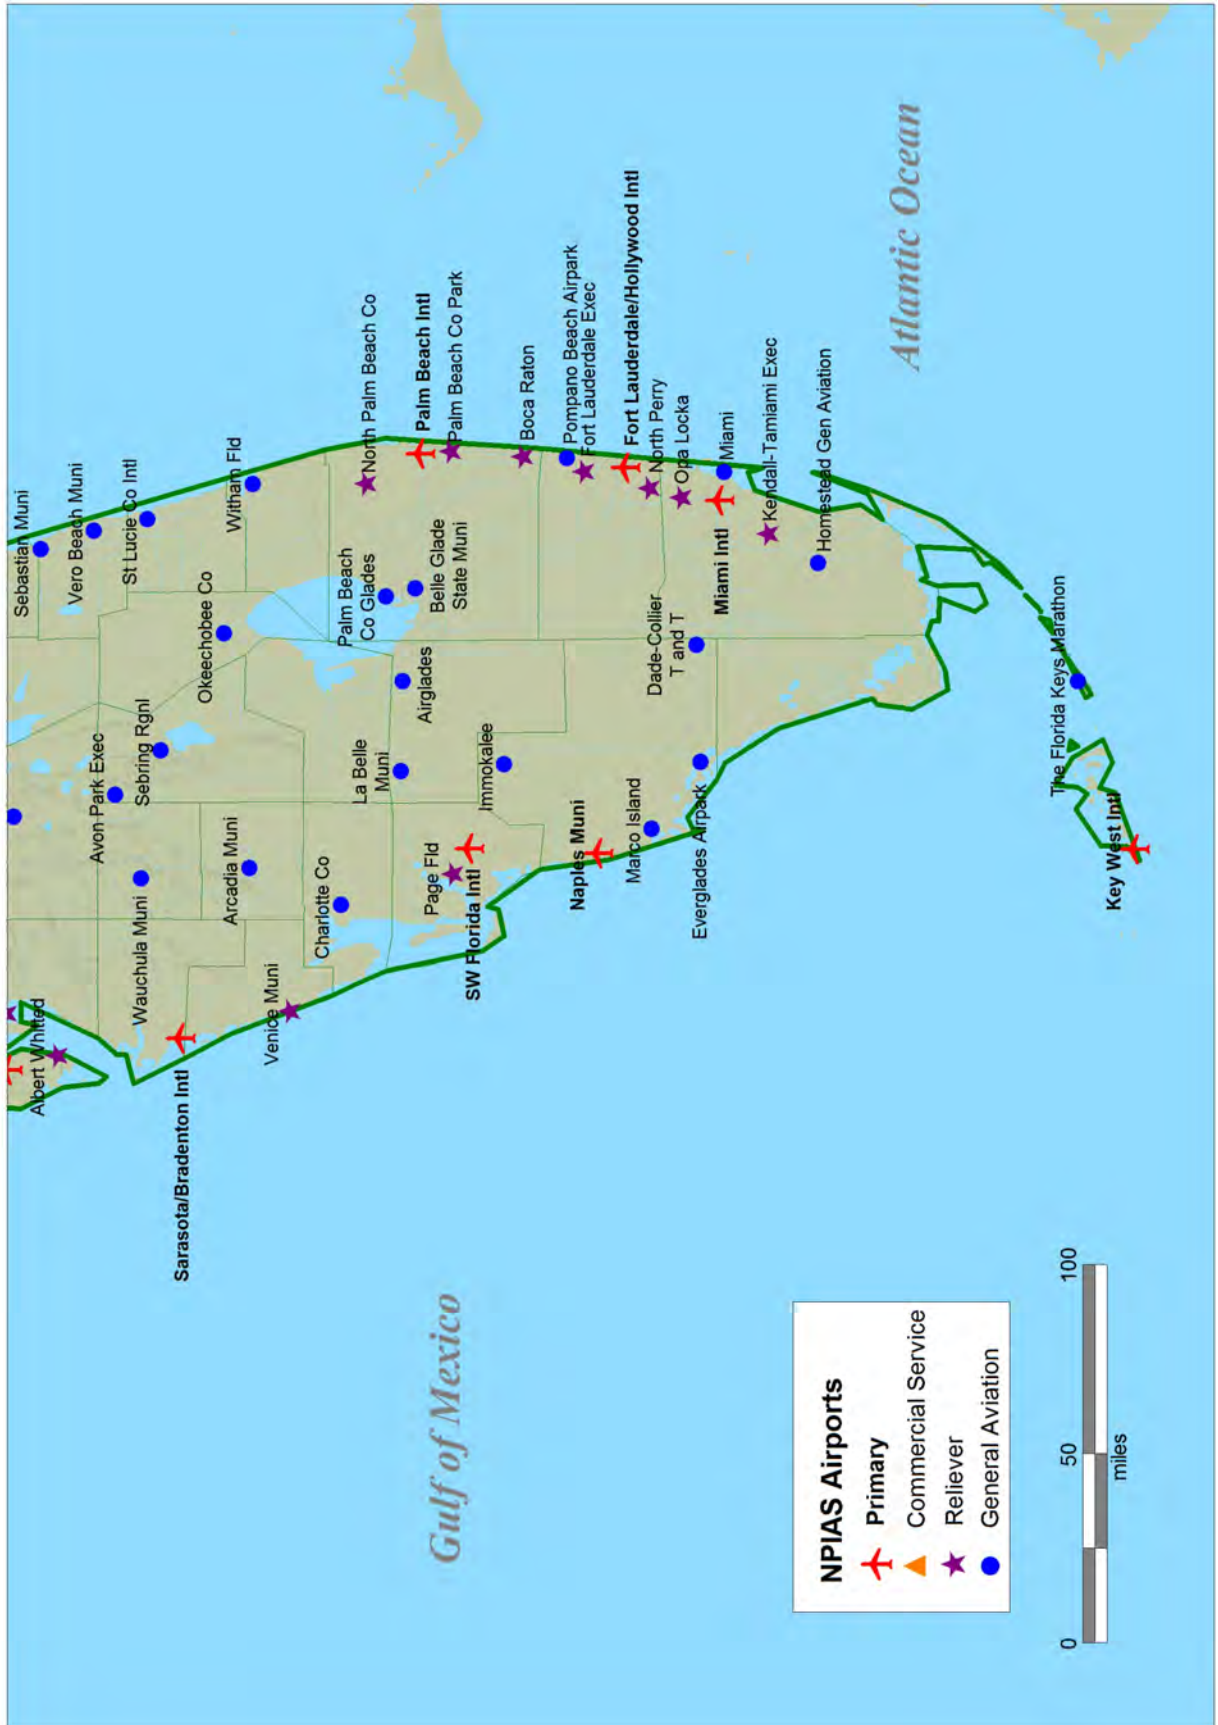 Sebastian Muni
Vero Beach Muni
St Lucie Co Intl
Witham Fld
North Palm Beach Co
Palm Beach Intl
Palm Beach Co Park
Boca Raton
Pompano Beach Airpark
Fort Lauderdale Exec
Fort Lauderdale/Hollywood Intl
North Perry
Opa Locka
Miami
Kendall-Tamiami Exec
Homestead Gen Aviation
Atlantic Ocean
Okeechobee Co
Palm Beach
Co Glades
Belle Glade
State Muni
Miami Intl
Avon Park Exec
Sebring Rgnl
Airglades
Dade-Collier
T and T
La Belle
Muni
Immokalee
The Florida Keys Marathon
Wauchula Muni
Arcadia Muni
Charlotte Co
Page Fld
SW Florida Intl
Naples Muni
Marco Island
Everglades Airpark
Key West Intl
Albert Whitted
Venice Muni
Sarasota/Bradenton Intl
Gulf of Mexico
NPIAS Airports
Primary
Commercial Service
Reliever
General Aviation
0 50 100
miles